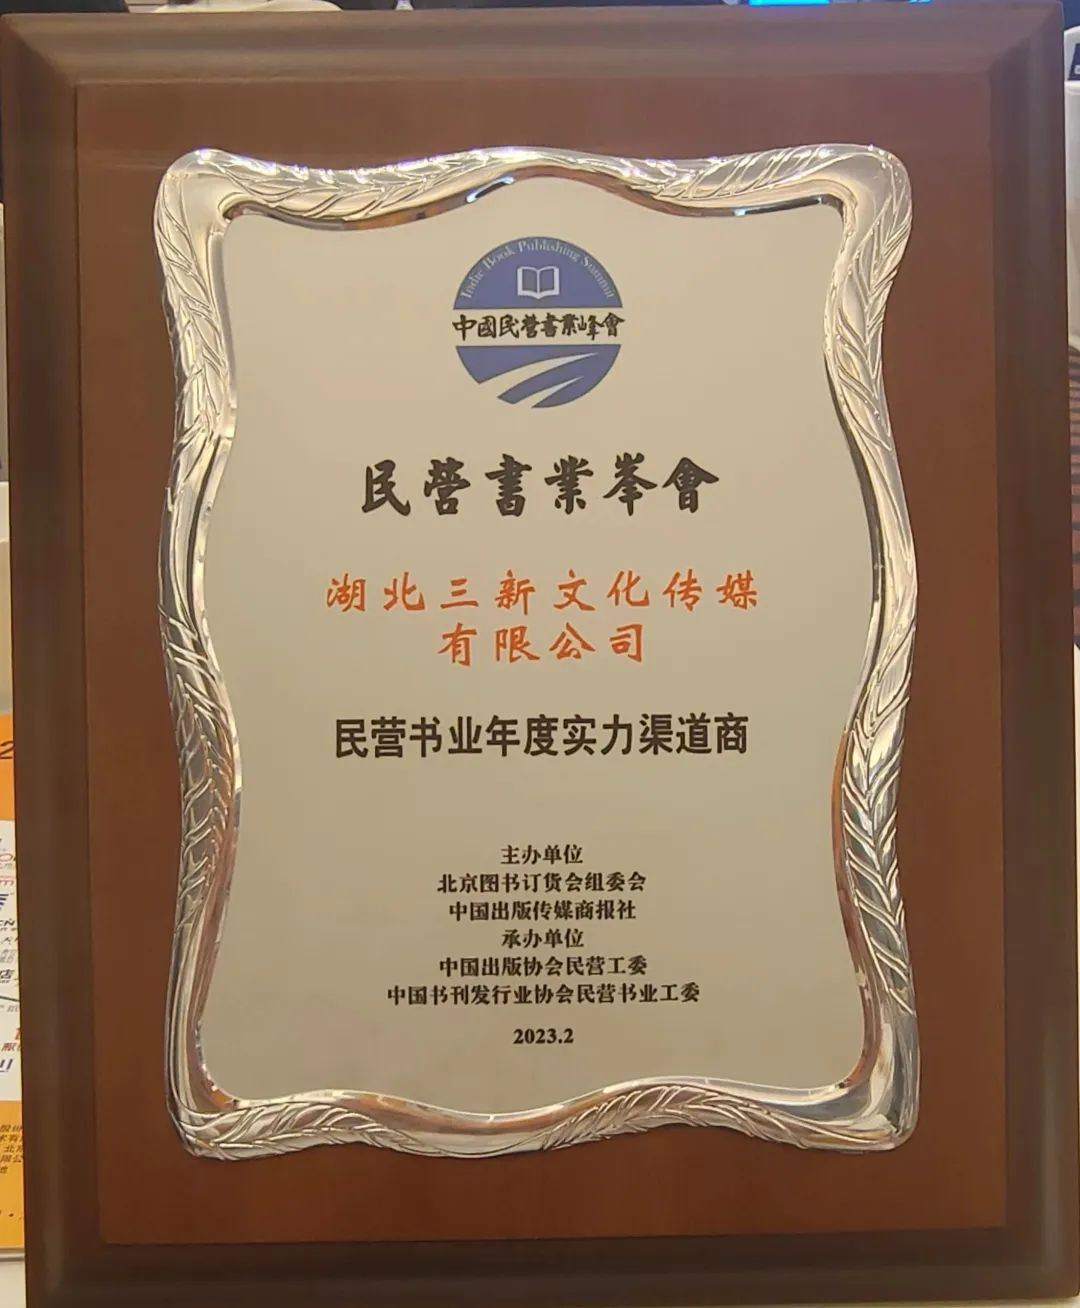 Indie Book Publishing Summit
中國民營書業峰會
民營書業峯會
湖北三新文化传媒
有限公司
民营书业年度实力渠道商
主办单位
北京图书订货会组委会
中国出版传媒商报社
承办单位
中国出版协会民营工委
中国书刊发行业协会民营书业工委
2023.2